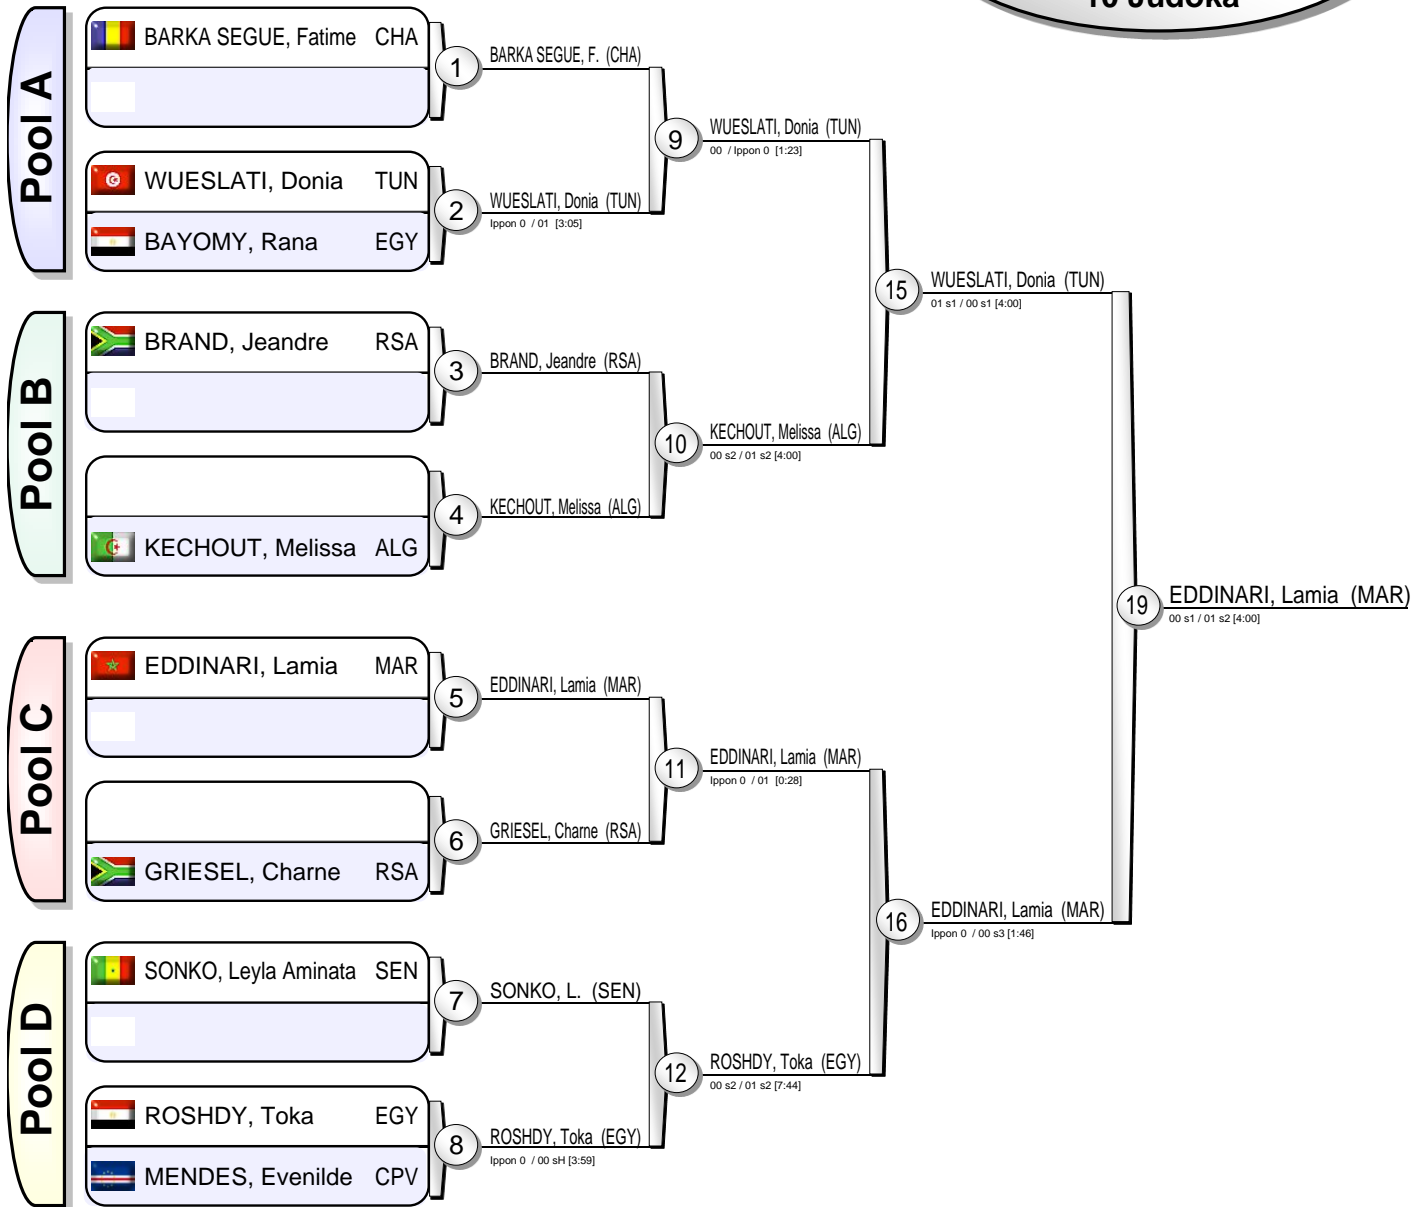 10 Judoka
Pool A
BARKA SEGUE, Fatime CHA
1
BARKA SEGUE, F. (CHA)
WUESLATI, Donia TUN
BAYOMY, Rana EGY
2
WUESLATI, Donia (TUN)
Ippon 0 / 01 [3:05]
9
WUESLATI, Donia (TUN)
00 / Ippon 0 [1:23]
Pool B
BRAND, Jeandre RSA
3
BRAND, Jeandre (RSA)
KECHOUT, Melissa ALG
4
KECHOUT, Melissa (ALG)
10
KECHOUT, Melissa (ALG)
00 s2 / 01 s2 [4:00]
15
WUESLATI, Donia (TUN)
01 s1 / 00 s1 [4:00]
Pool C
EDDINARI, Lamia MAR
5
EDDINARI, Lamia (MAR)
GRIESEL, Charne RSA
6
GRIESEL, Charne (RSA)
11
EDDINARI, Lamia (MAR)
Ippon 0 / 01 [0:28]
Pool D
SONKO, Leyla Aminata SEN
7
SONKO, L. (SEN)
ROSHDY, Toka EGY
MENDES, Evenilde CPV
8
ROSHDY, Toka (EGY)
Ippon 0 / 00 sH [3:59]
12
ROSHDY, Toka (EGY)
00 s2 / 01 s2 [7:44]
16
EDDINARI, Lamia (MAR)
Ippon 0 / 00 s3 [1:46]
19
EDDINARI, Lamia (MAR)
00 s1 / 01 s2 [4:00]